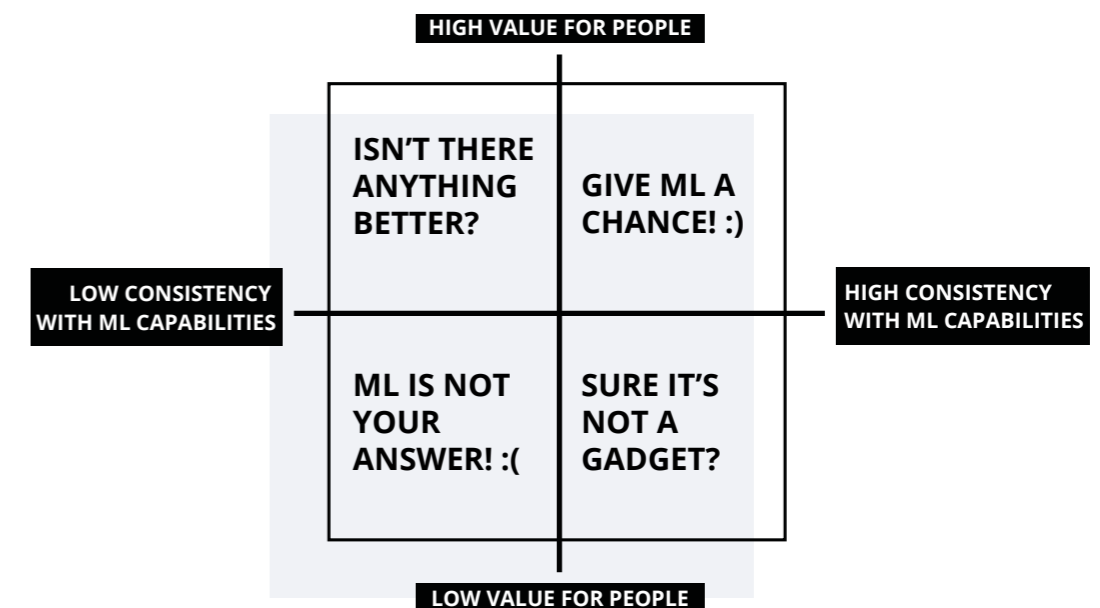 HIGH VALUE FOR PEOPLE
ISN’T THERE
ANYTHING
BETTER?
GIVE ML A
CHANCE! :)
LOW CONSISTENCY
WITH ML CAPABILITIES
HIGH CONSISTENCY
WITH ML CAPABILITIES
ML IS NOT
YOUR
ANSWER! :(
SURE IT’S
NOT A
GADGET?
LOW VALUE FOR PEOPLE